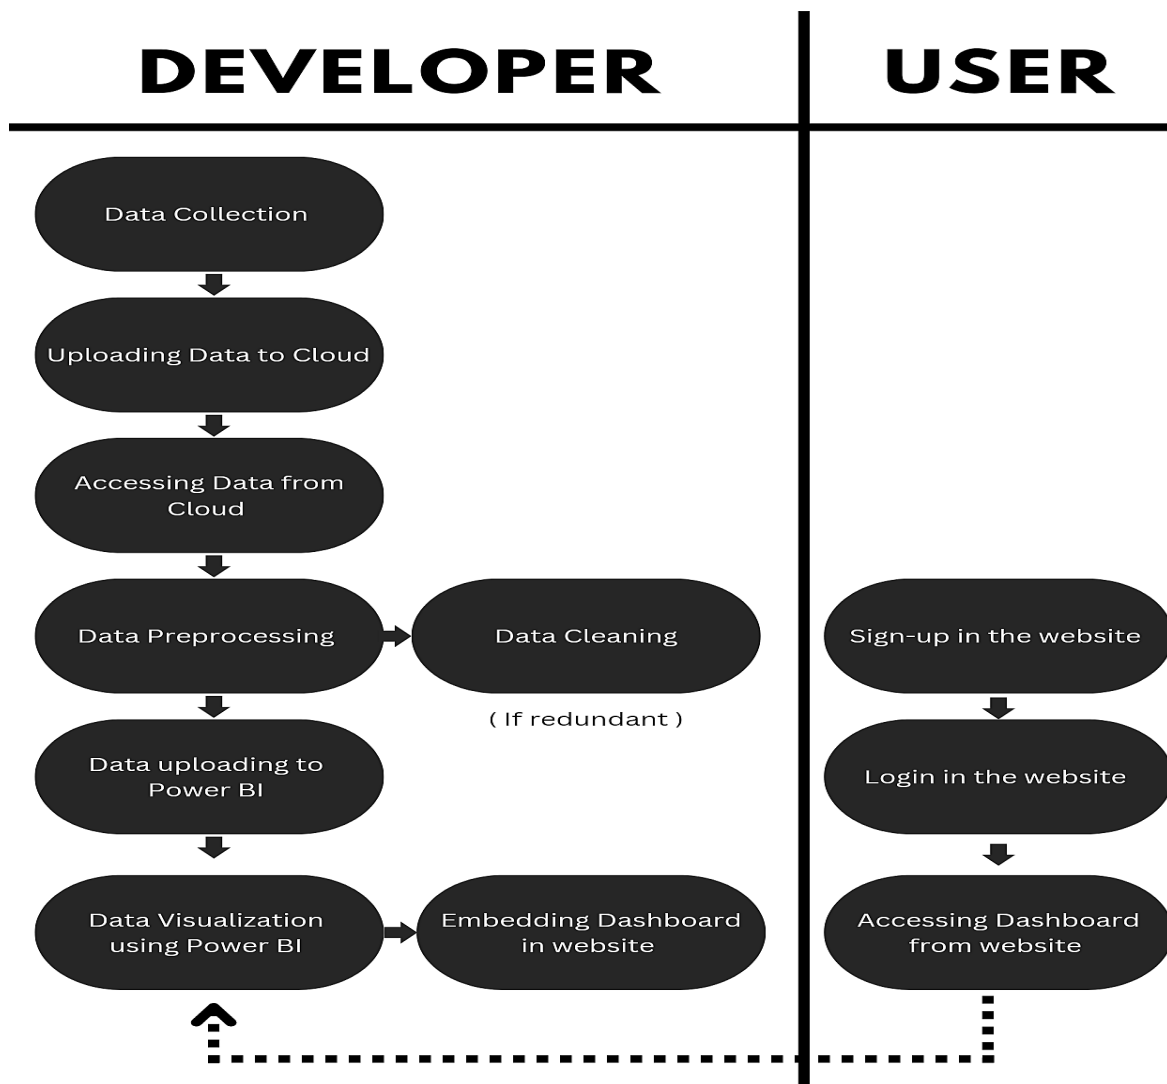 DEVELOPER
USER
Data Collection
Uploading Data to Cloud
Accessing Data from
Cloud
Data Preprocessing
Data Cleaning
( If redundant )
Data uploading to
Power BI
Data Visualization
using Power BI
Embedding Dashboard
in website
Sign-up in the website
Login in the website
Accessing Dashboard
from website